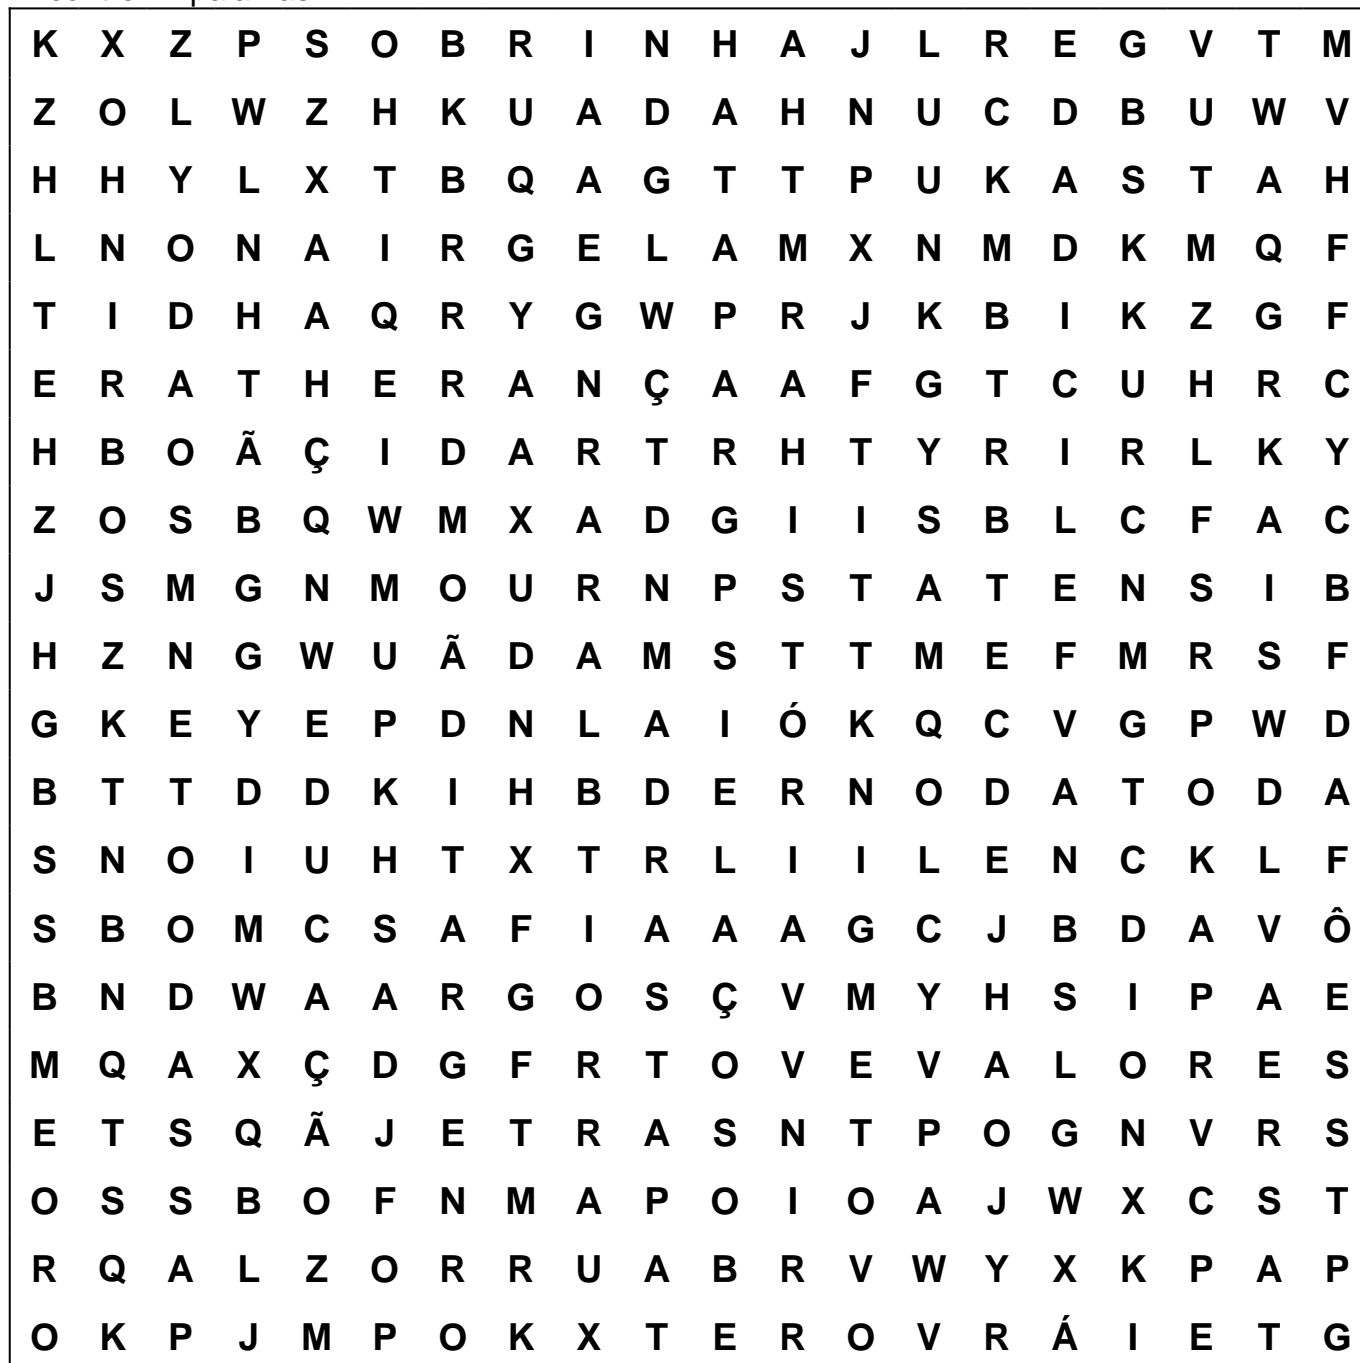 K X Z P S O B R I N H A J L R E G V T M
Z O L W Z H K U A D A H N U C D B U W V
H H Y L X T B Q A G T T P U K A S T A H
L N O N A I R G E L A M X N M D K M Q F
T I D H A Q R Y G W P R J K B I K Z G F
E R A T H E R A N Ç A A F G T C U H R C
H B O Ã Ç I D A R T R H T Y R I R L K Y
Z O S B Q W M X A D G I I S B L C F A C
J S M G N M O U R N P S T A T E N S I B
H Z N G W U Ã D A M S T T M E F M R S F
G K E Y E P D N L A I Ó K Q C V G P W D
B T T D D K I H B D E R N O D A T O D A
S N O I U H T X T R L I I L E N C K L F
S B O M C S A F I A A A G C J B D A V Ô
B N D W A A R G O S Ç V M Y H S I P A E
M Q A X Ç D G F R T O V E V A L O R E S
E T S Q Ã J E T R A S N T P O G N V R S
O S S B O F N M A P O I O A J W X C S T
R Q A L Z O R R U A B R V W Y X K P A P
O K P J M P O K X T E R O V R Á I E T G